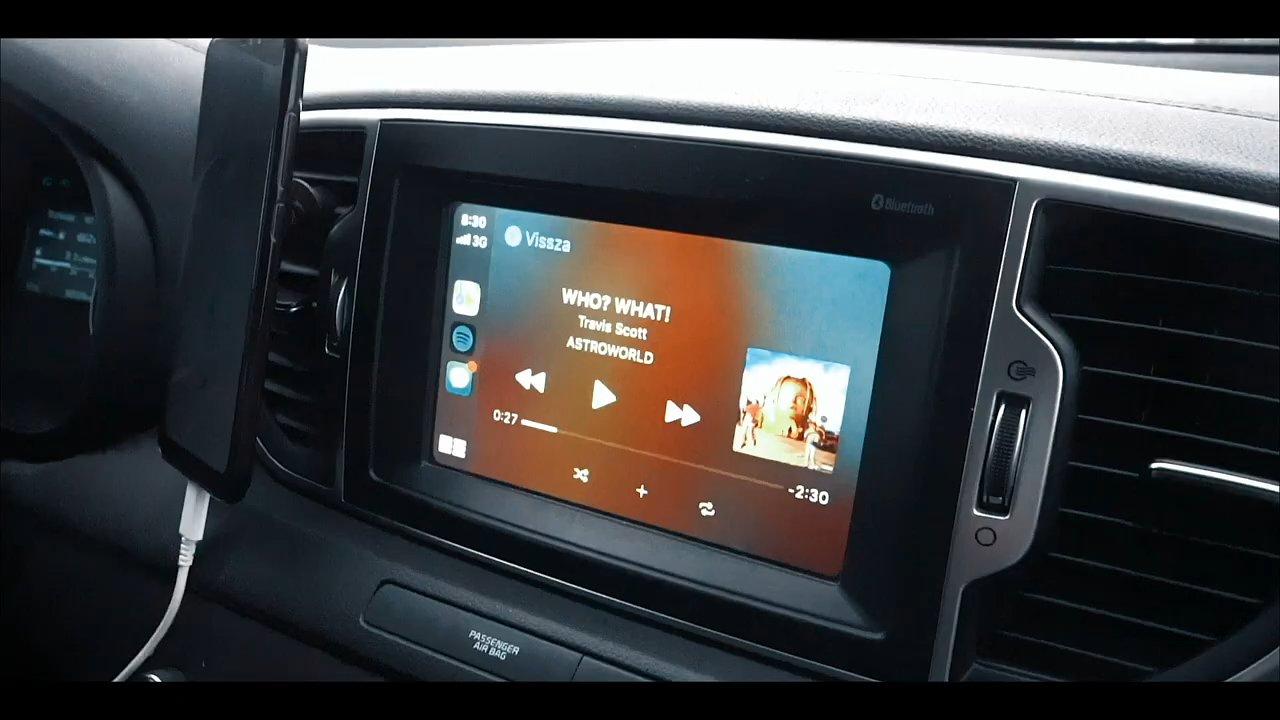 Bluetooth
8:30
3G
Vissza
WHO? WHAT!
Travis Scott
ASTROWORLD
0:27
-2:30
PASSENGER
AIR BAG